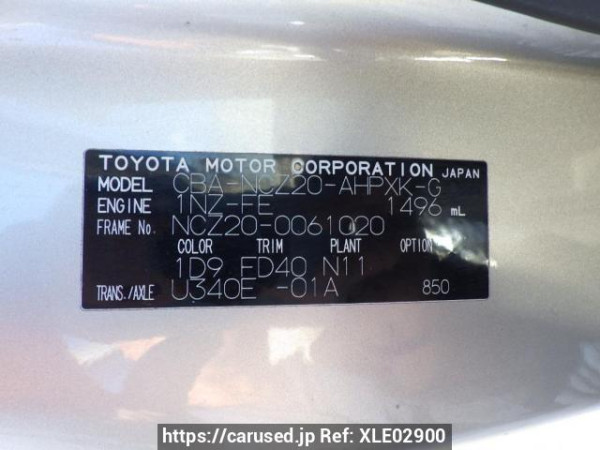 TOYOTA MOTOR CORPORATION JAPAN
MODEL CBA-NCZ20-AHPXK-G
ENGINE 1NZ-FE 1496 mL
FRAME No. NCZ20-0061020
COLOR TRIM PLANT OPTION
1D9 ED40 N11
TRANS./AXLE U340E -01A 850
https://carused.jp Ref: XLE02900